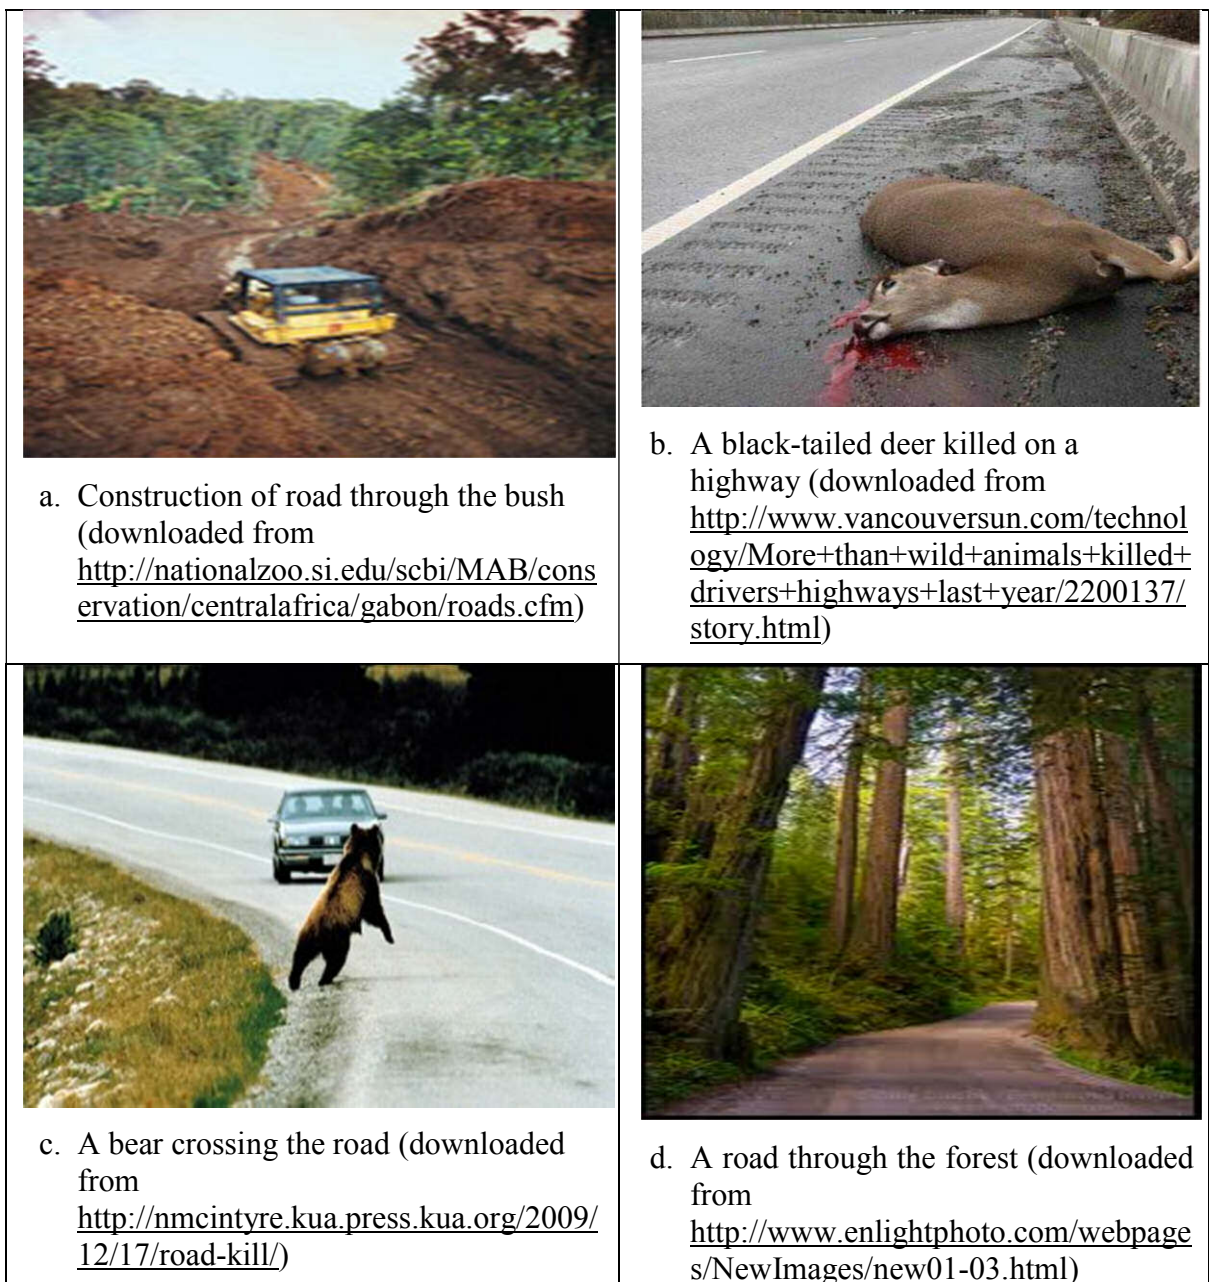 a. Construction of road through the bush
(downloaded from
http://nationalzoo.si.edu/scbi/MAB/cons
ervation/centralafrica/gabon/roads.cfm)
b. A black-tailed deer killed on a
highway (downloaded from
http://www.vancouversun.com/technol
ogy/More+than+wild+animals+killed+
drivers+highways+last+year/2200137/
story.html)
c. A bear crossing the road (downloaded
from
http://nmcintyre.kua.press.kua.org/2009/
12/17/road-kill/)
d. A road through the forest (downloaded
from
http://www.enlightphoto.com/webpage
s/NewImages/new01-03.html)